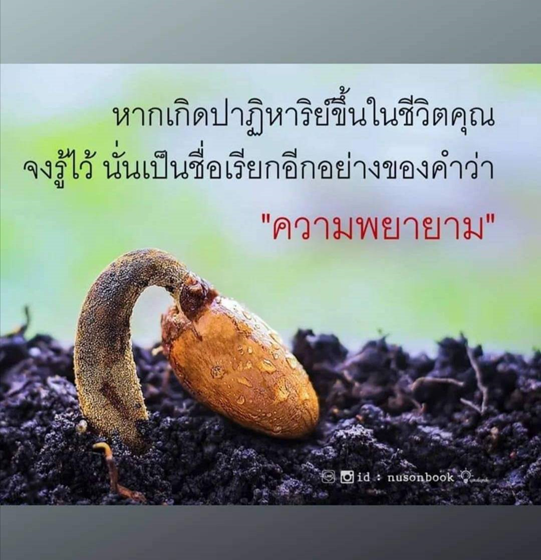 หากเกิดปาฏิหาริย์ขึ้นในชีวิตคุณ
จงรู้ไว้ นั่นเป็นชื่อเรียกอีกอย่างของคำว่า
"ความพยายาม"
id : nusonbook